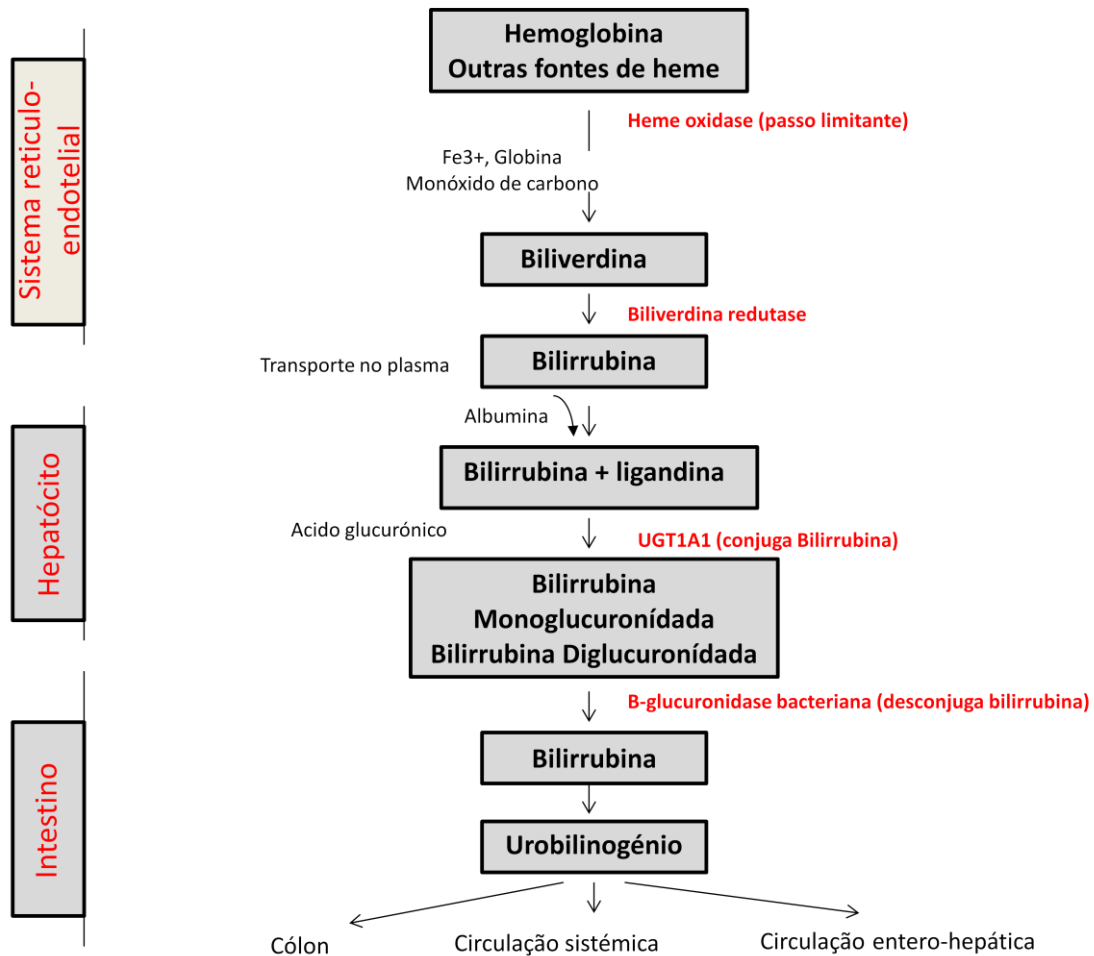 Hemoglobina
Outras fontes de heme
Sistema reticulo-
endotelial
Heme oxidase (passo limitante)
Fe3+, Globina
Monóxido de carbono
Biliverdina
Biliverdina redutase
Transporte no plasma
Bilirrubina
Albumina
Hepatócito
Bilirrubina + ligandina
Acido glucurónico
UGT1A1 (conjuga Bilirrubina)
Bilirrubina
Monoglucuronídada
Bilirrubina Diglucuronídada
B-glucuronidase bacteriana (desconjuga bilirrubina)
Intestino
Bilirrubina
Urobilinogénio
Cólon
Circulação sistémica
Circulação entero-hepática